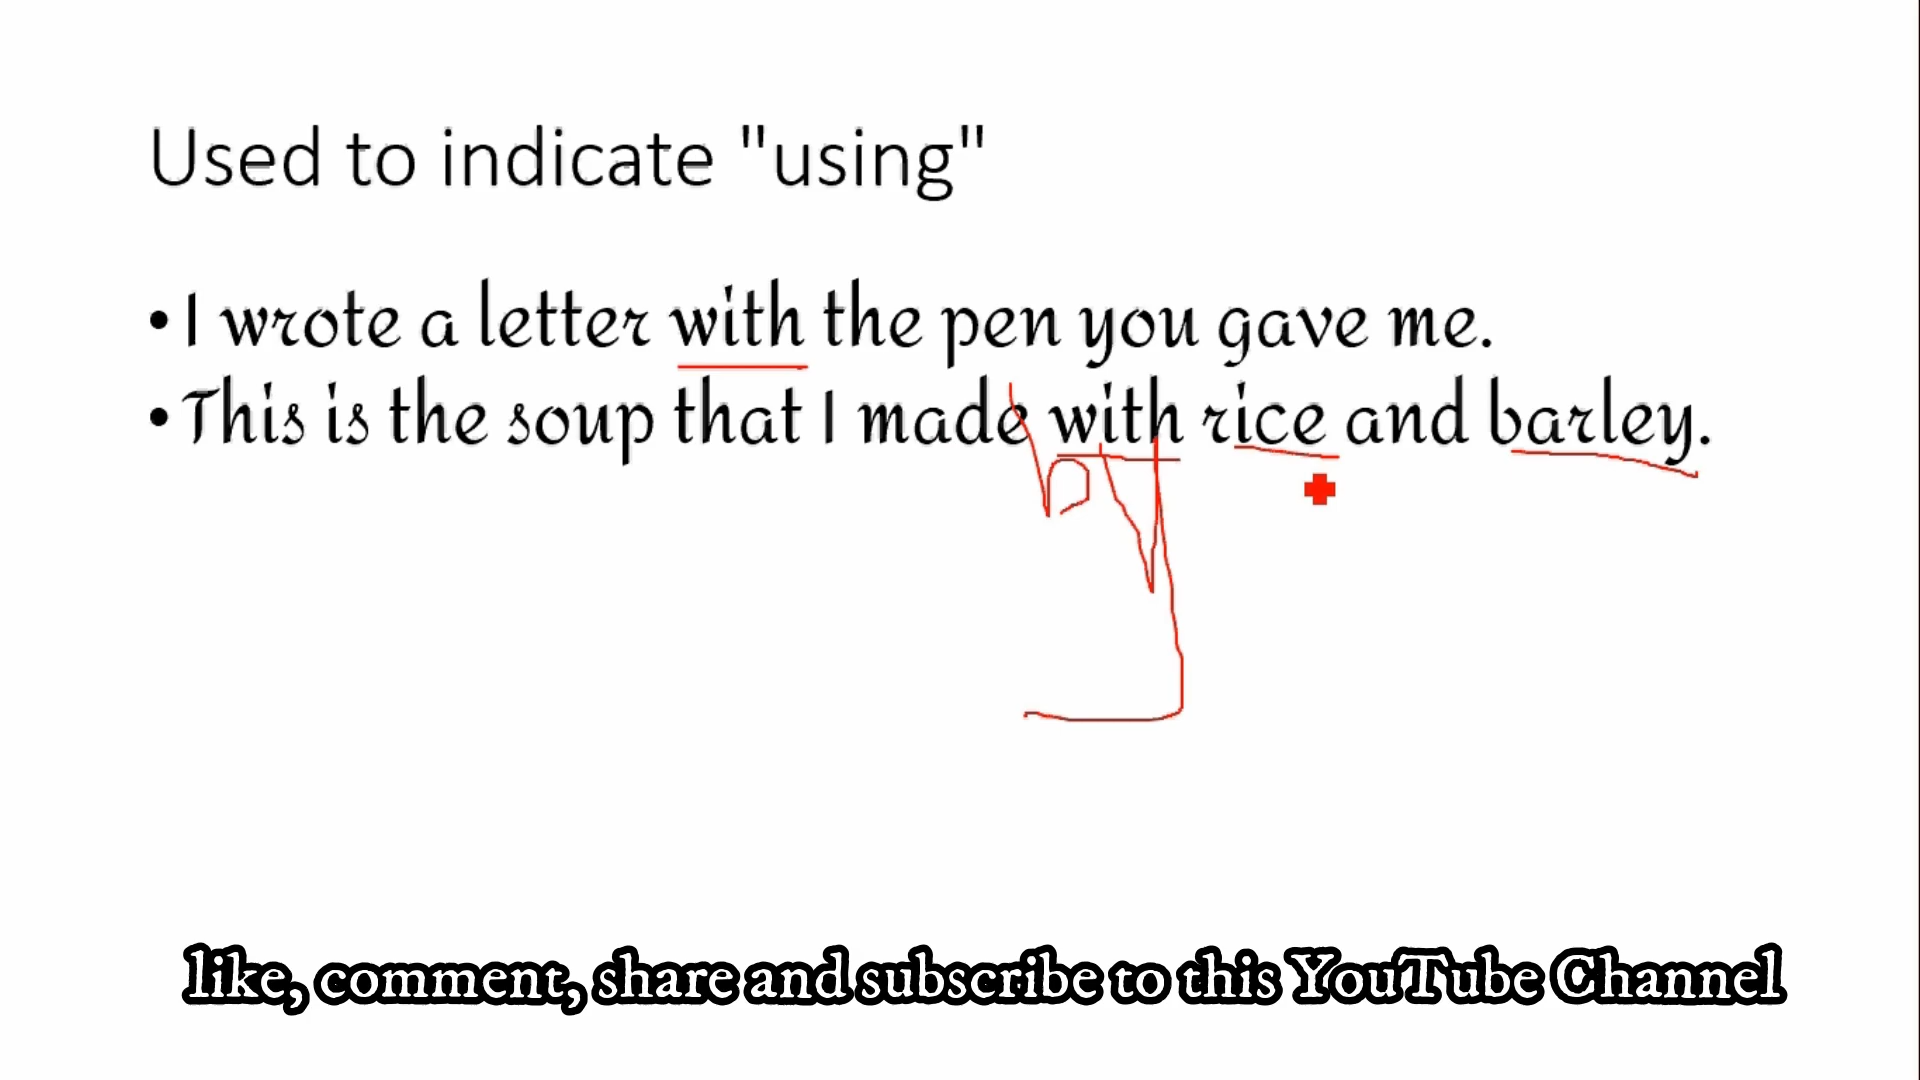 Used to indicate "using"
• I wrote a letter with the pen you gave me.
• This is the soup that I made with rice and barley.
by
like, comment, share and subscribe to this YouTube Channel